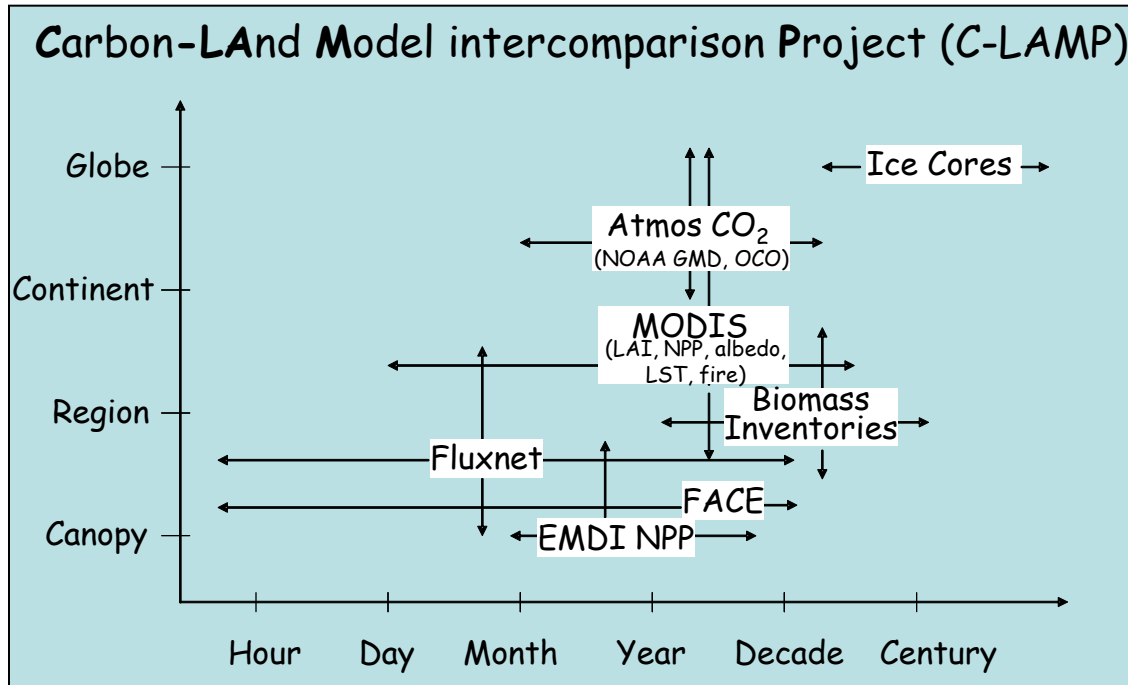 Carbon-LAnd Model intercomparison Project (C-LAMP)
Globe
Ice Cores
Atmos CO₂
(NOAA GMD, OCO)
Continent
MODIS
(LAI, NPP, albedo,
LST, fire)
Region
Biomass
Inventories
Fluxnet
FACE
Canopy
EMDI NPP
Hour
Day
Month
Year
Decade
Century